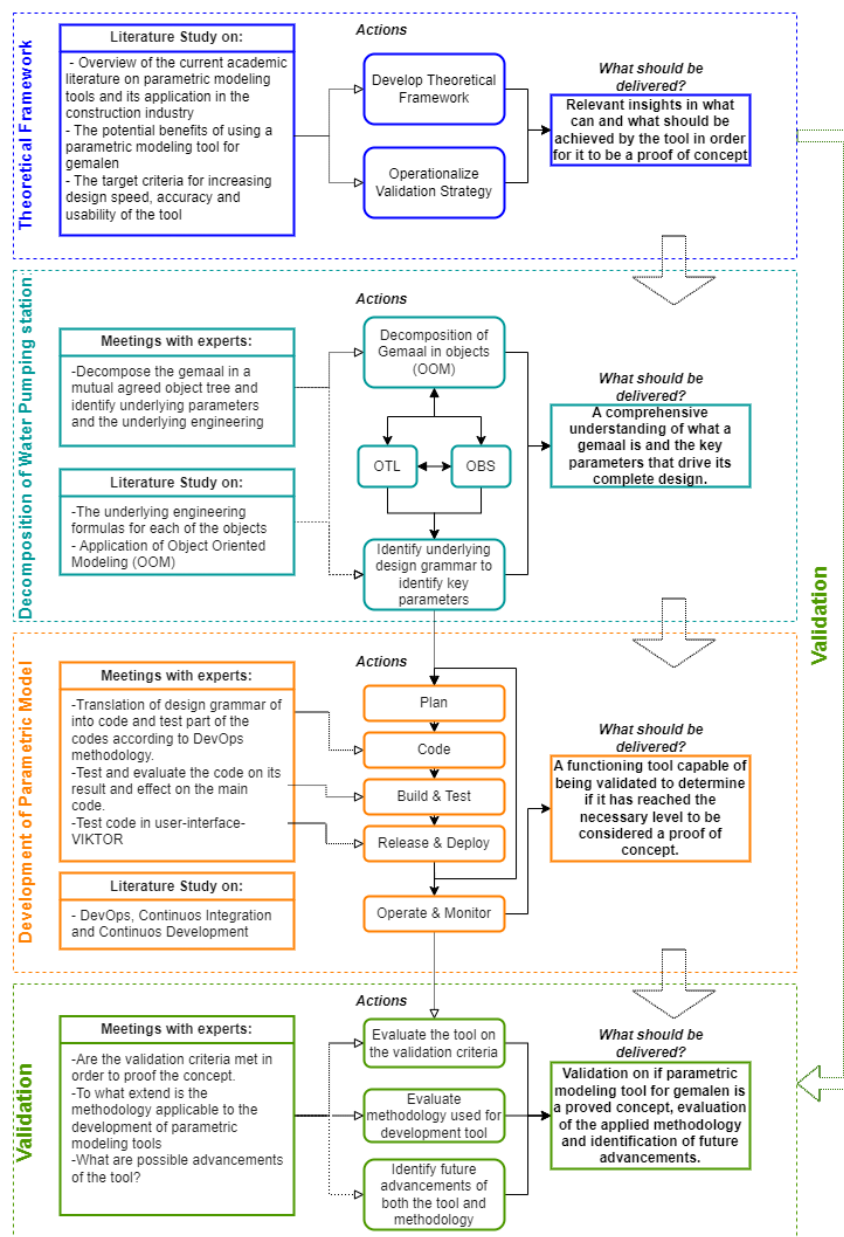 Theoretical Framework
Literature Study on:
- Overview of the current academic
literature on parametric modeling
tools and its application in the
construction industry
- The potential benefits of using a
parametric modeling tool for
gemalen
- The target criteria for increasing
design speed, accuracy and
usability of the tool
Actions
Develop Theoretical
Framework
Operationalize
Validation Strategy
What should be
delivered?
Relevant insights in what
can and what should be
achieved by the tool in order
for it to be a proof of concept
Decomposition of Water Pumping station
Meetings with experts:
-Decompose the gemaal in a
mutual agreed object tree and
identify underlying parameters
and the underlying engineering
Literature Study on:
-The underlying engineering
formulas for each of the objects
- Application of Object Oriented
Modeling (OOM)
Actions
Decomposition of
Gemaal in objects
(OOM)
OTL
OBS
Identify underlying
design grammar to
identify key
parameters
What should be
delivered?
A comprehensive
understanding of what a
gemaal is and the key
parameters that drive its
complete design.
Validation
Development of Parametric Model
Meetings with experts:
-Translation of design grammar of
into code and test part of the
codes according to DevOps
methodology.
-Test and evaluate the code on its
result and effect on the main
code.
-Test code in user-interface-
VIKTOR
Literature Study on:
- DevOps, Continuos Integration
and Continuos Development
Actions
Plan
Code
Build & Test
Release & Deploy
Operate & Monitor
What should be
delivered?
A functioning tool capable of
being validated to determine
if it has reached the
necessary level to be
considered a proof of
concept.
Validation
Meetings with experts:
-Are the validation criteria met in
order to proof the concept.
-To what extend is the
methodology applicable to the
development of parametric
modeling tools
-What are possible advancements
of the tool?
Actions
Evaluate the tool on
the validation criteria
Evaluate
methodology used for
development tool
Identify future
advancements of
both the tool and
methodology
What should be
delivered?
Validation on if parametric
modeling tool for gemalen is
a proved concept, evaluation
of the applied methodology
and identification of future
advancements.